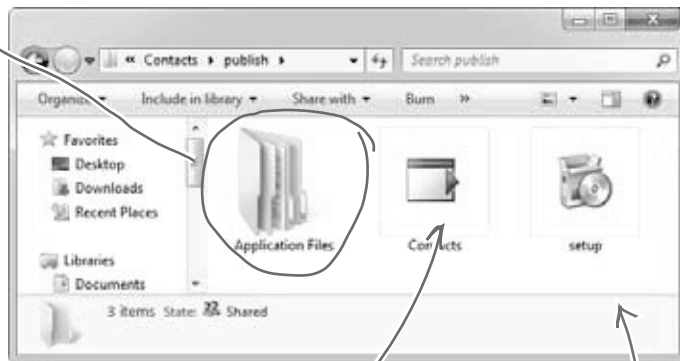 « Contacts ▸ publish ▸
Search publish
Organize Include in library Share with Burn »
Favorites
Desktop
Downloads
Recent Places
Libraries
Documents
Application Files
Contacts
setup
3 items State: Shared